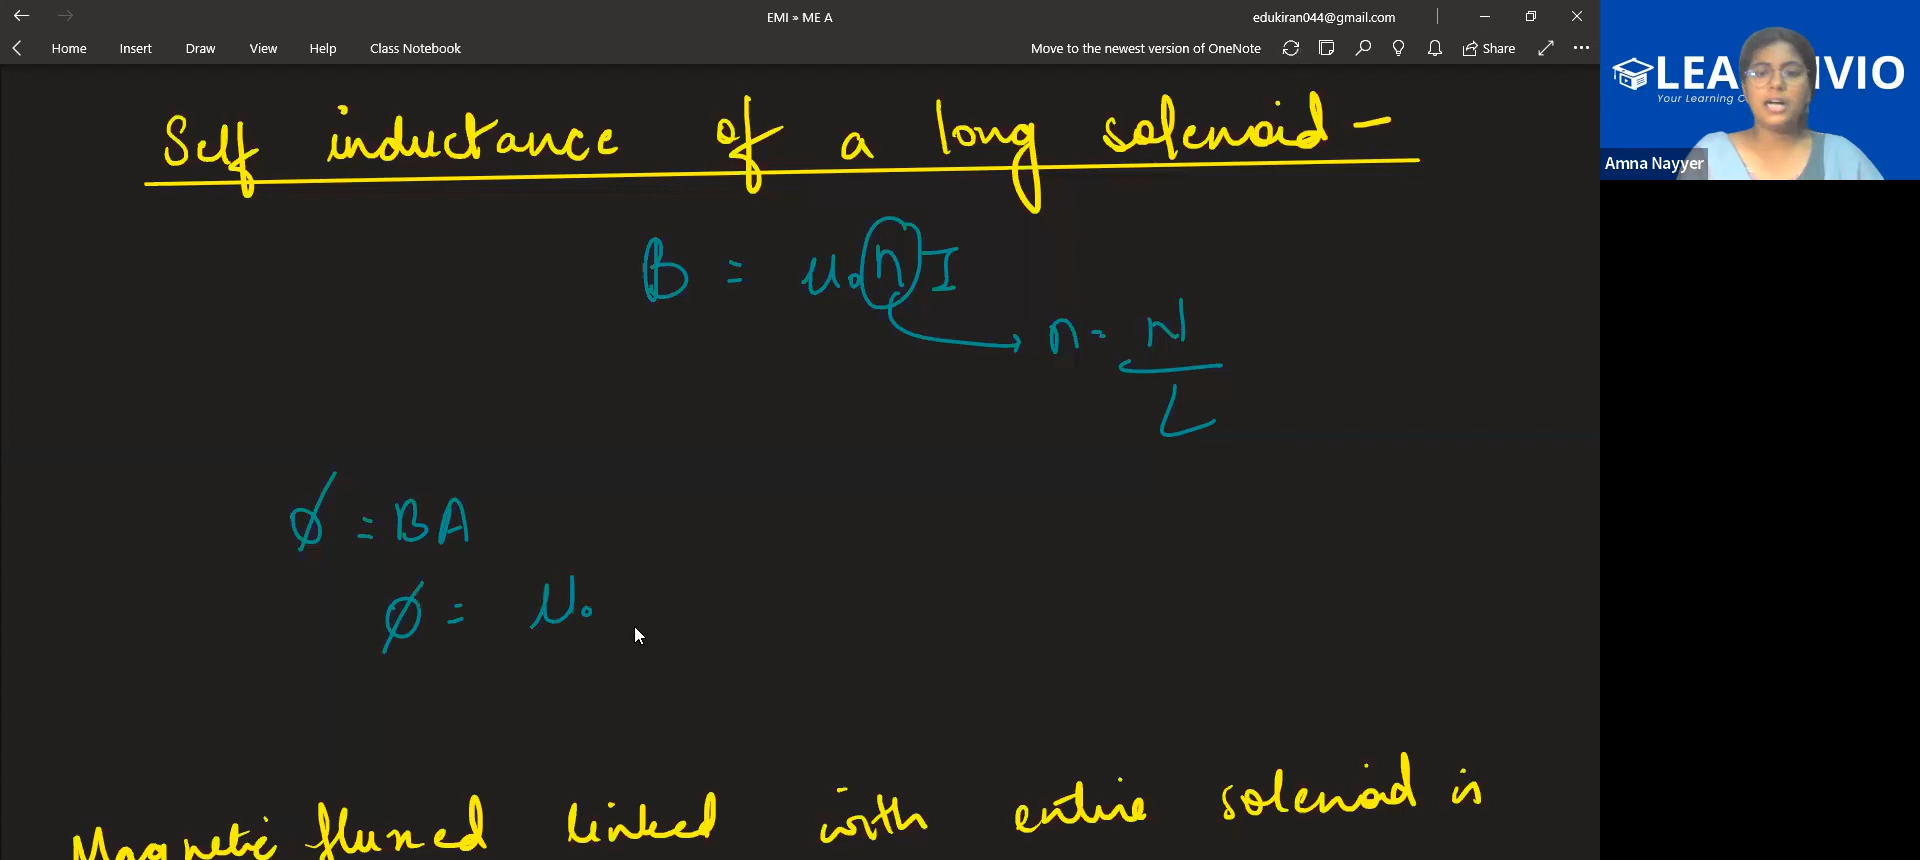 EMI » ME A
edukiran044@gmail.com
Home Insert Draw View Help Class Notebook
Move to the newest version of OneNote
Share
LEA VIO
Your Learning C
Amna Nayyer
Self inductance of a long solenoid -
B = μ₀nI
n = N
L
ϕ = BA
ϕ = μ₀
Magnetic fluxed linked with entire solenoid is